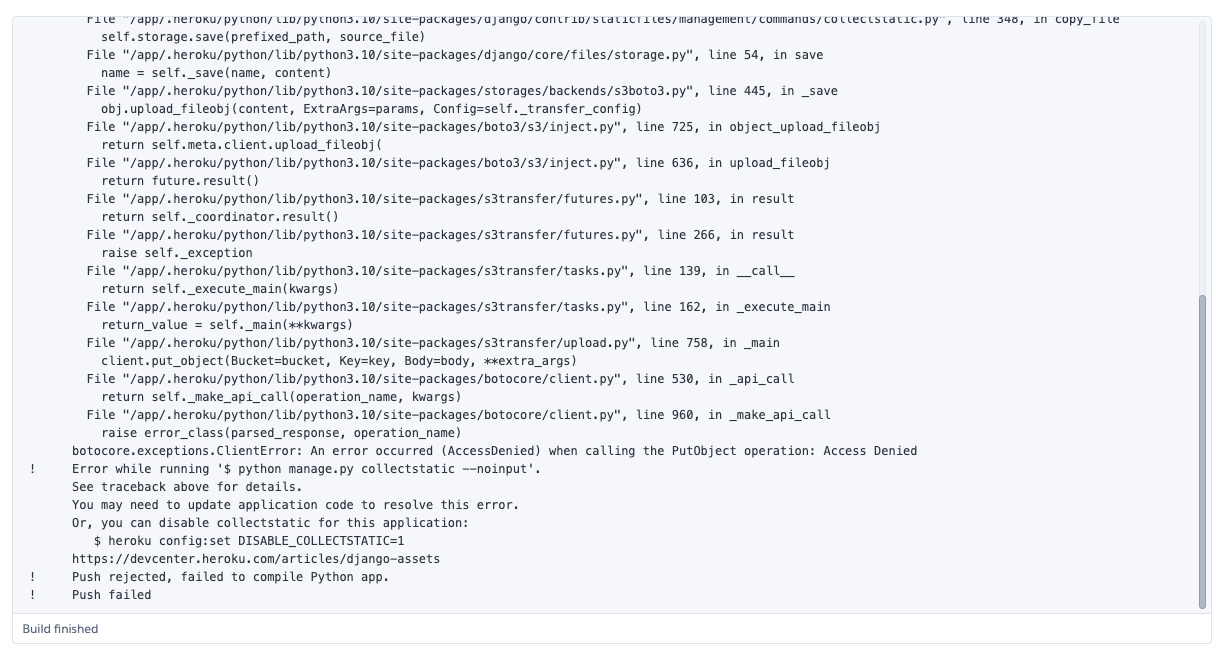 File "/app/.heroku/python/lib/python3.10/site-packages/django/contrib/staticfiles/management/commands/collectstatic.py", line 348, in copy_file
self.storage.save(prefixed_path, source_file)
File "/app/.heroku/python/lib/python3.10/site-packages/django/core/files/storage.py", line 54, in save
name = self._save(name, content)
File "/app/.heroku/python/lib/python3.10/site-packages/storages/backends/s3boto3.py", line 445, in _save
obj.upload_fileobj(content, ExtraArgs=params, Config=self._transfer_config)
File "/app/.heroku/python/lib/python3.10/site-packages/boto3/s3/inject.py", line 725, in object_upload_fileobj
return self.meta.client.upload_fileobj(
File "/app/.heroku/python/lib/python3.10/site-packages/boto3/s3/inject.py", line 636, in upload_fileobj
return future.result()
File "/app/.heroku/python/lib/python3.10/site-packages/s3transfer/futures.py", line 103, in result
return self._coordinator.result()
File "/app/.heroku/python/lib/python3.10/site-packages/s3transfer/futures.py", line 266, in result
raise self._exception
File "/app/.heroku/python/lib/python3.10/site-packages/s3transfer/tasks.py", line 139, in __call__
return self._execute_main(kwargs)
File "/app/.heroku/python/lib/python3.10/site-packages/s3transfer/tasks.py", line 162, in _execute_main
return_value = self._main(**kwargs)
File "/app/.heroku/python/lib/python3.10/site-packages/s3transfer/upload.py", line 758, in _main
client.put_object(Bucket=bucket, Key=key, Body=body, **extra_args)
File "/app/.heroku/python/lib/python3.10/site-packages/botocore/client.py", line 530, in _api_call
return self._make_api_call(operation_name, kwargs)
File "/app/.heroku/python/lib/python3.10/site-packages/botocore/client.py", line 960, in _make_api_call
raise error_class(parsed_response, operation_name)
botocore.exceptions.ClientError: An error occurred (AccessDenied) when calling the PutObject operation: Access Denied
! Error while running '$ python manage.py collectstatic --noinput'.
See traceback above for details.
You may need to update application code to resolve this error.
Or, you can disable collectstatic for this application:
$ heroku config:set DISABLE_COLLECTSTATIC=1
https://devcenter.heroku.com/articles/django-assets
! Push rejected, failed to compile Python app.
! Push failed
Build finished